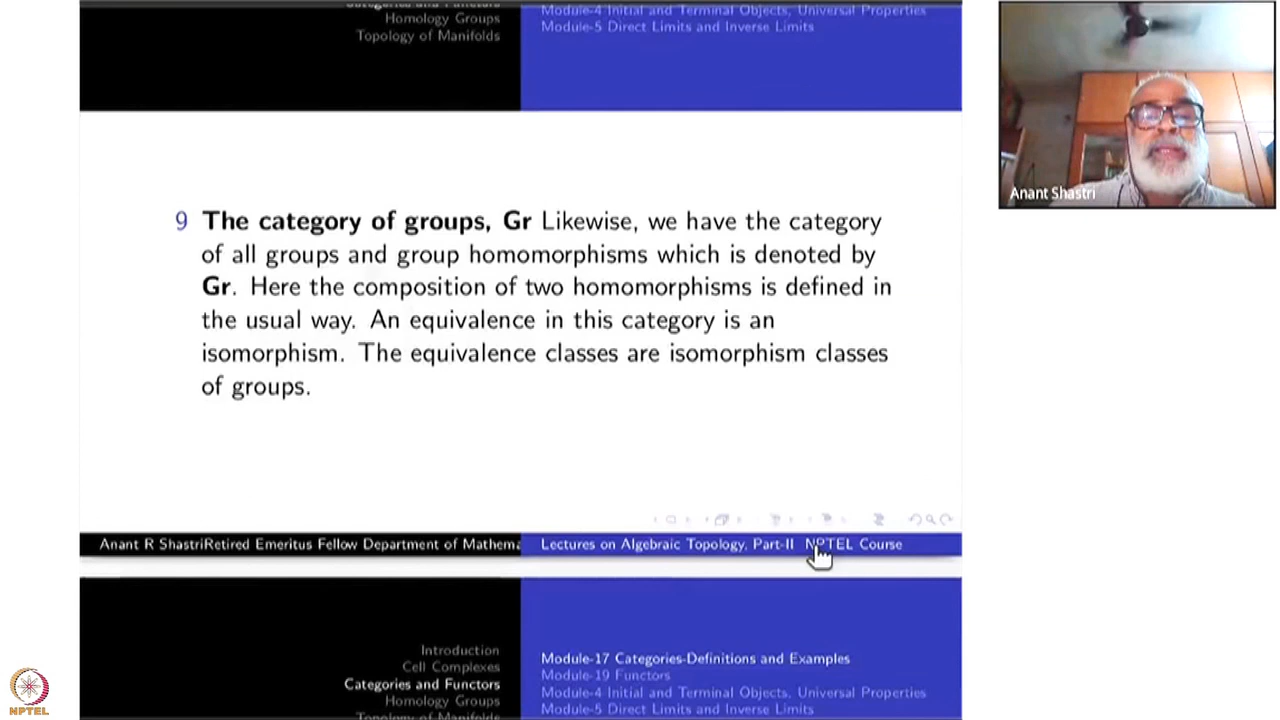 Homology Groups
Topology of Manifolds
Module-4 Initial and Terminal Objects, Universal Properties
Module-5 Direct Limits and Inverse Limits
Anant Shastri
9 The category of groups, Gr Likewise, we have the category
of all groups and group homomorphisms which is denoted by
Gr. Here the composition of two homomorphisms is defined in
the usual way. An equivalence in this category is an
isomorphism. The equivalence classes are isomorphism classes
of groups.
Anant R ShastriRetired Emeritus Fellow Department of Mathema
Lectures on Algebraic Topology, Part-II NPTEL Course
Introduction
Cell Complexes
Categories and Functors
Homology Groups
Topology of Manifolds
Module-17 Categories-Definitions and Examples
Module-19 Functors
Module-4 Initial and Terminal Objects, Universal Properties
Module-5 Direct Limits and Inverse Limits
NPTEL